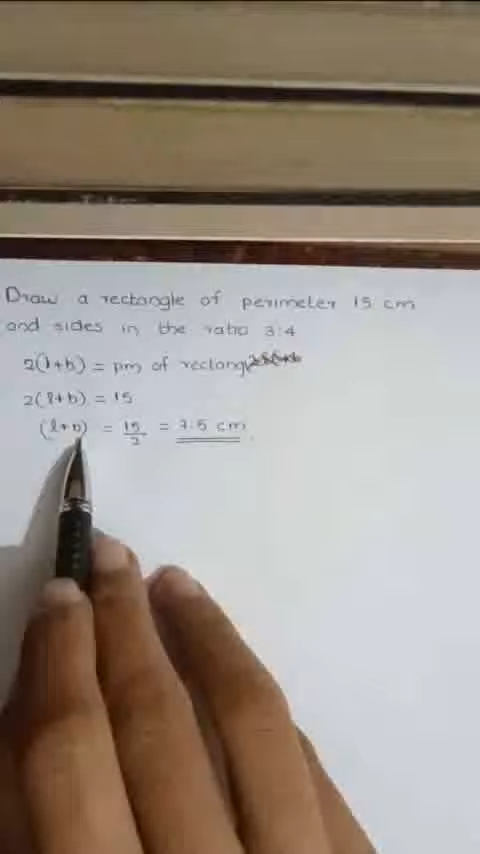 Draw a rectangle of perimeter 15 cm
and sides in the ratio 3:4
2(l+b) = pm of rectangl
2(l+b) = 15
(l+b) = 15/2 = 7.5 cm